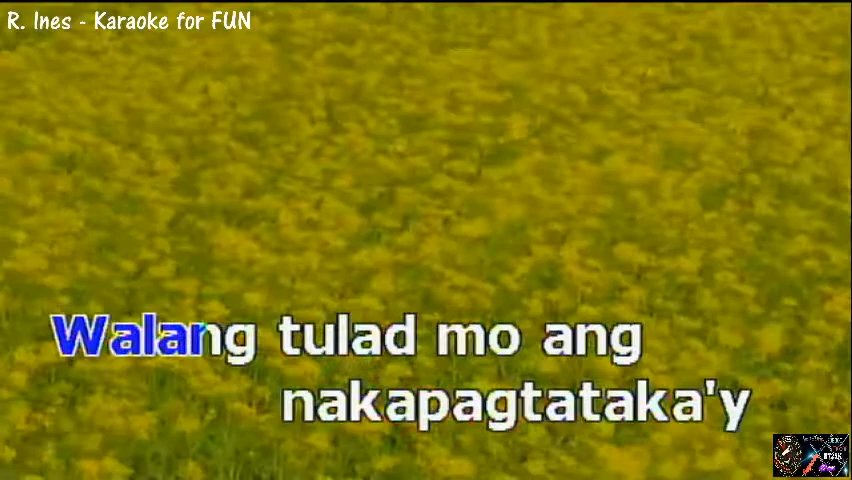 R. Ines - Karaoke for FUN
Walang tulad mo ang
nakapagtataka'y